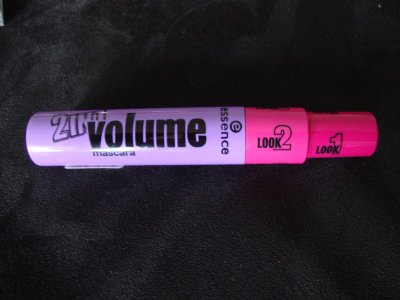 2in1
volume
mascara
essence
LOOK2
LOOK1